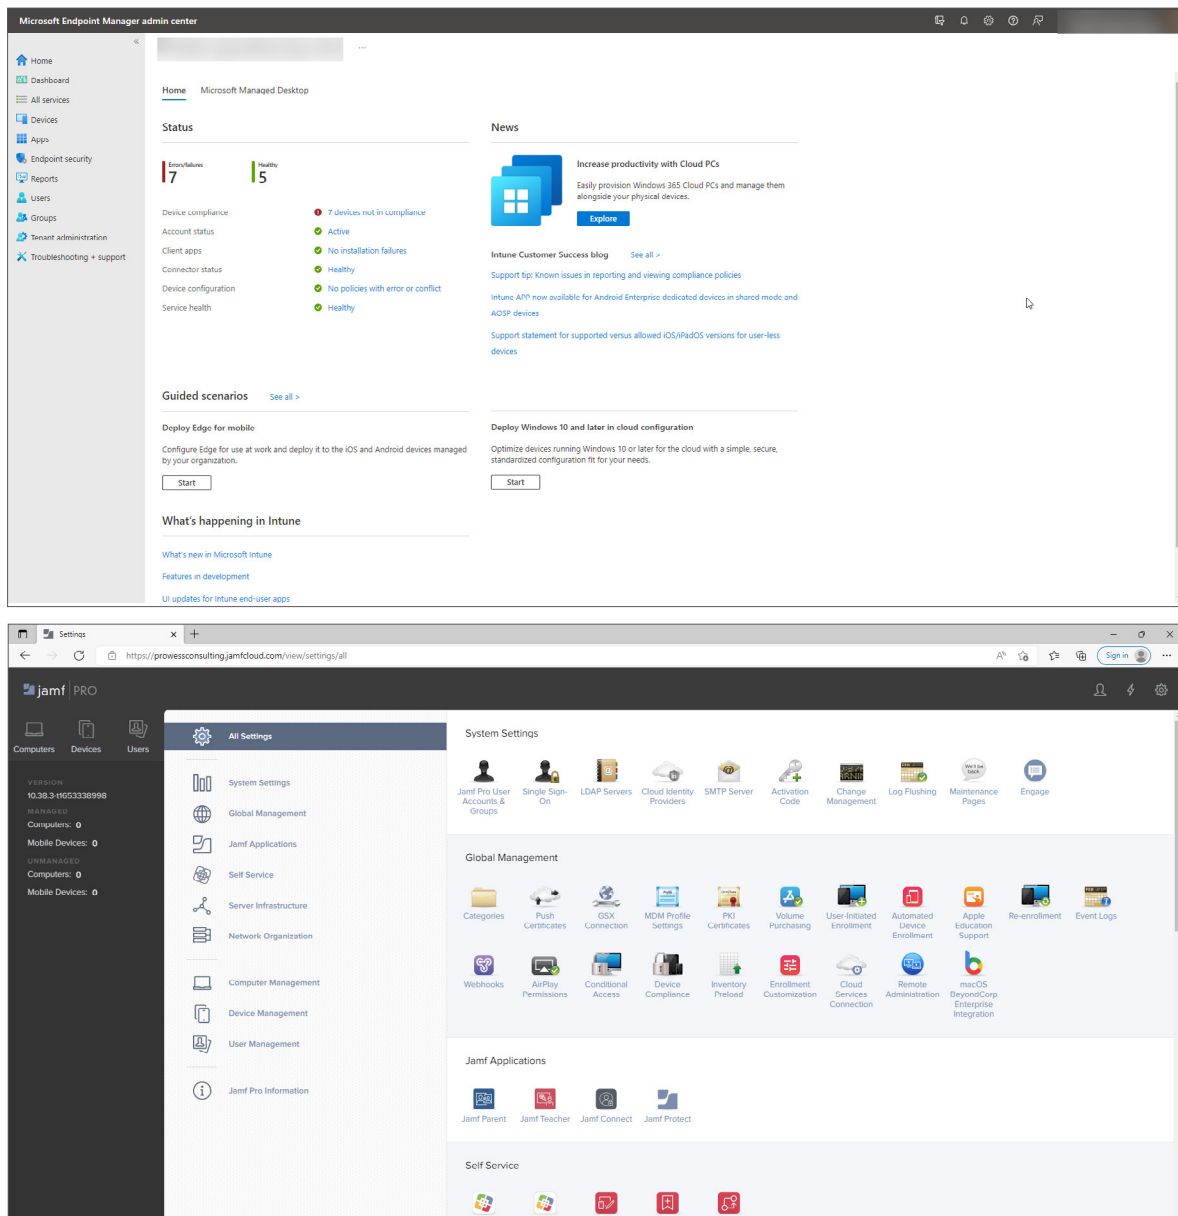 Microsoft Endpoint Manager admin center
Home
Dashboard
All services
Devices
Apps
Endpoint security
Reports
Users
Groups
Tenant administration
Troubleshooting + support
Home Microsoft Managed Desktop
Status
Errors/failures
7
Healthy
5
Device compliance 7 devices not in compliance
Account status Active
Client apps No installation failures
Connector status Healthy
Device configuration No policies with error or conflict
Service health Healthy
News
Increase productivity with Cloud PCs
Easily provision Windows 365 Cloud PCs and manage them
alongside your physical devices.
Explore
Intune Customer Success blog See all >
Support tip: Known issues in reporting and viewing compliance policies
Intune APP now available for Android Enterprise dedicated devices in shared mode and
AOSP devices
Support statement for supported versus allowed iOS/iPadOS versions for user-less
devices
Guided scenarios See all >
Deploy Edge for mobile
Configure Edge for use at work and deploy it to the iOS and Android devices managed
by your organization.
Start
Deploy Windows 10 and later in cloud configuration
Optimize devices running Windows 10 or later for the cloud with a simple, secure,
standardized configuration fit for your needs.
Start
What's happening in Intune
What's new in Microsoft Intune
Features in development
UI updates for Intune end-user apps
Settings
https://prowessconsulting.jamfcloud.com/view/settings/all
Sign in
jamf PRO
Computers Devices Users
VERSION
10.38.3-t1653338998
MANAGED
Computers: 0
Mobile Devices: 0
UNMANAGED
Computers: 0
Mobile Devices: 0
All Settings
System Settings
Global Management
Jamf Applications
Self Service
Server Infrastructure
Network Organization
Computer Management
Device Management
User Management
Jamf Pro Information
System Settings
Jamf Pro User
Accounts &
Groups
Single Sign-
On
LDAP Servers
Cloud Identity
Providers
SMTP Server
Activation
Code
Change
Management
Log Flushing
We'll be
back.
Maintenance
Pages
Engage
Global Management
Categories
Push
Certificates
GSX
Connection
MDM Profile
Settings
PKI
Certificates
Volume
Purchasing
User-Initiated
Enrollment
Automated
Device
Enrollment
Apple
Education
Support
Re-enrollment
Event Logs
Webhooks
AirPlay
Permissions
Conditional
Access
Device
Compliance
Inventory
Preload
Enrollment
Customization
Cloud
Services
Connection
Remote
Administration
macOS
BeyondCorp
Enterprise
Integration
Jamf Applications
Jamf Parent
Jamf Teacher
Jamf Connect
Jamf Protect
Self Service